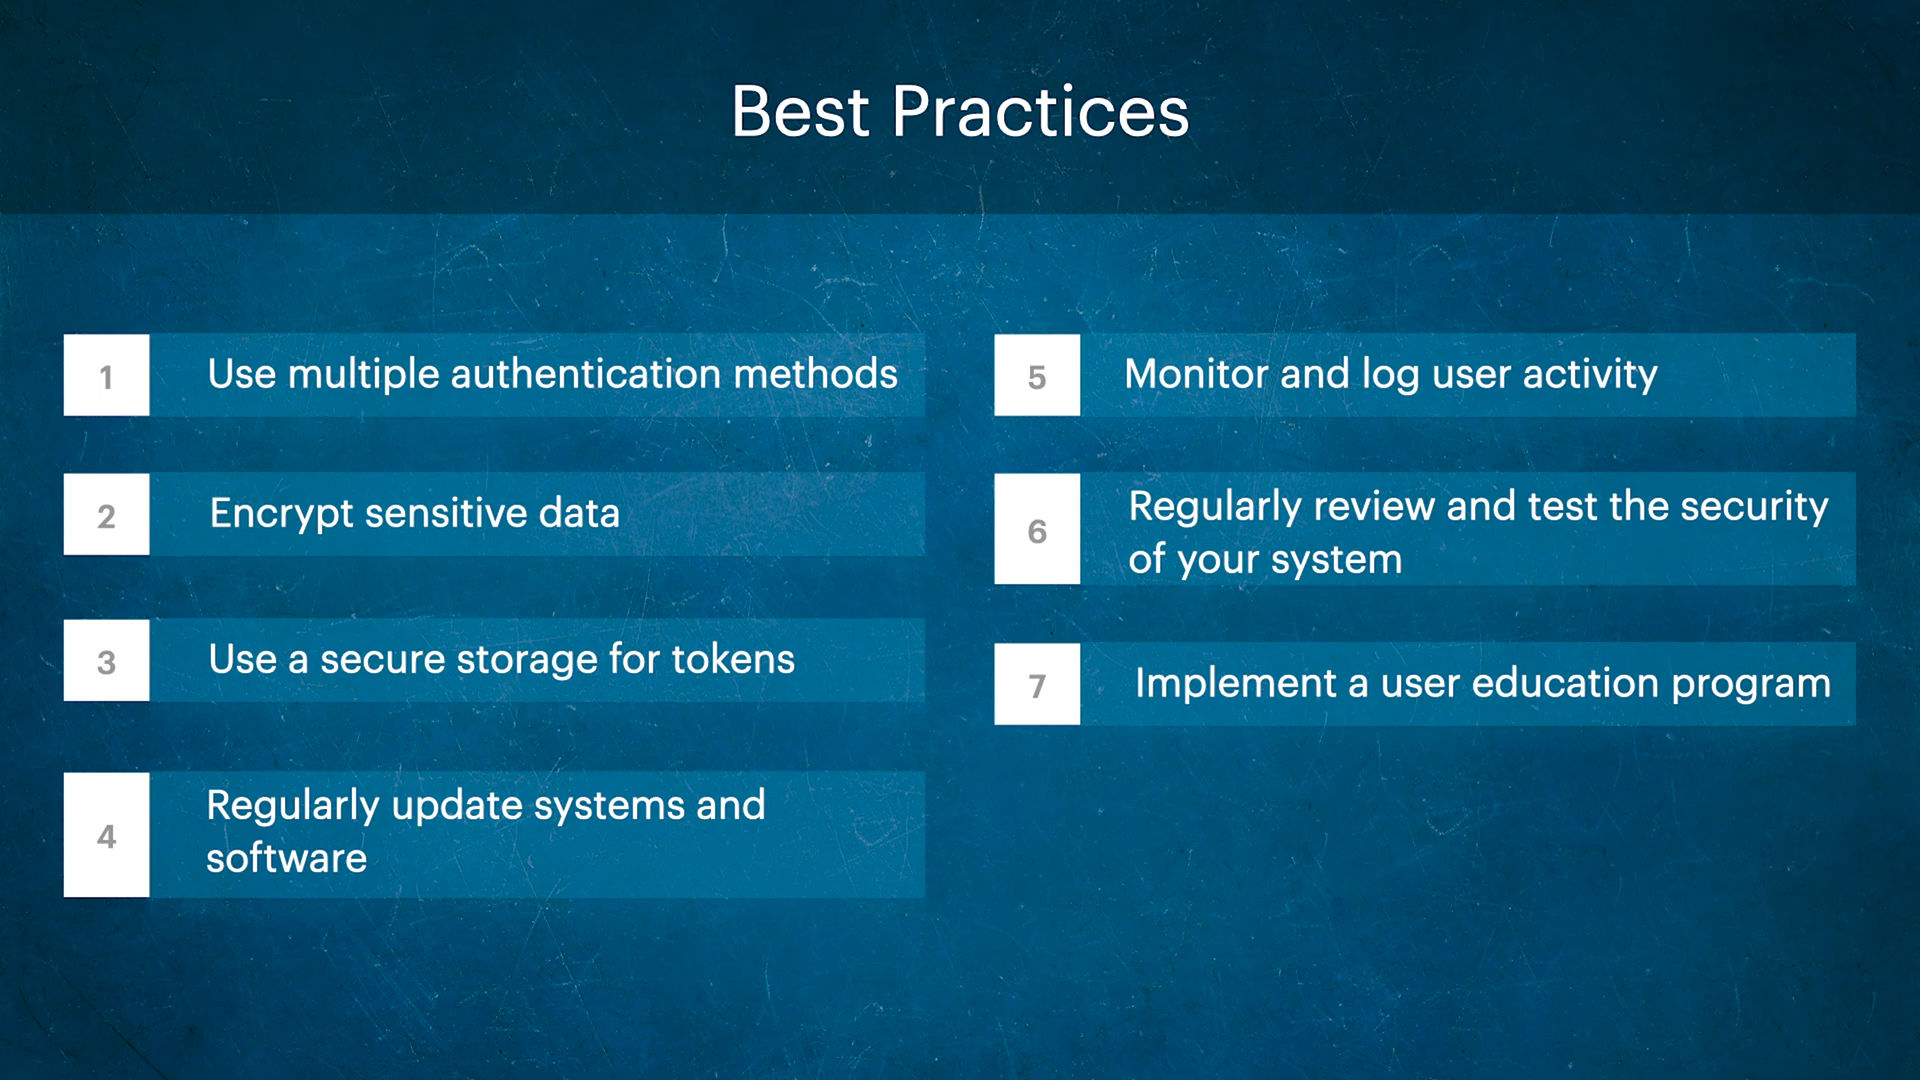 Best Practices
1
Use multiple authentication methods
2
Encrypt sensitive data
3
Use a secure storage for tokens
4
Regularly update systems and
software
5
Monitor and log user activity
6
Regularly review and test the security
of your system
7
Implement a user education program